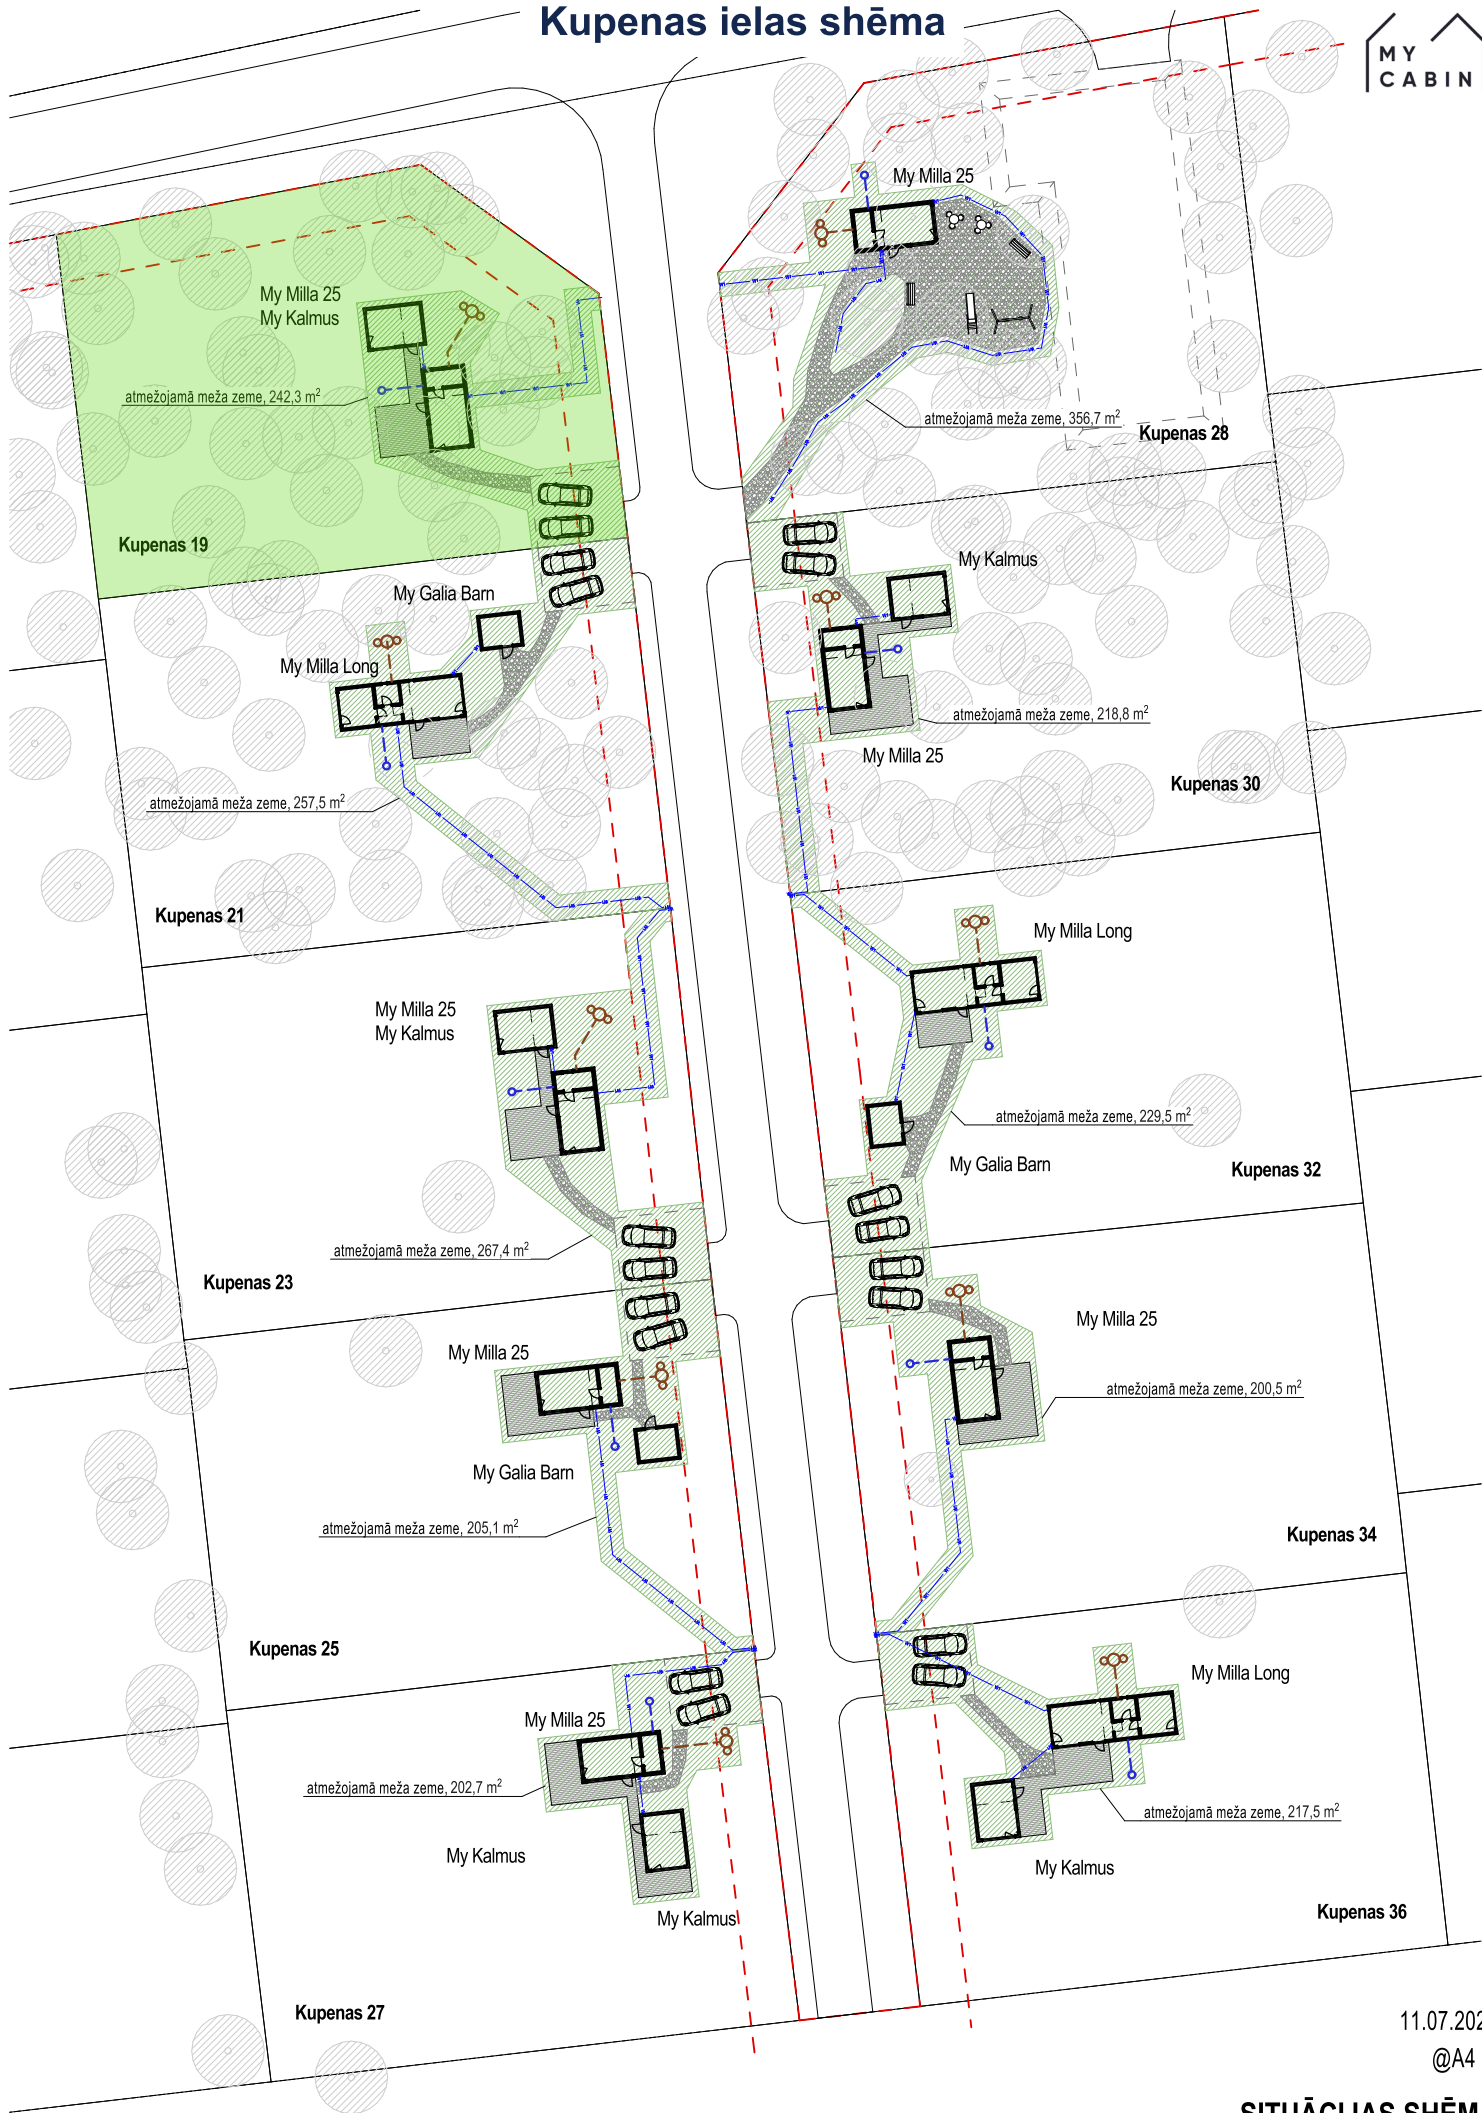 Kupenas ielas shēma
MY
CABIN
My Milla 25
My Milla 25
My Kalmus
atmežojamā meža zeme, 242,3 m²
atmežojamā meža zeme, 356,7 m²
Kupenas 28
Kupenas 19
My Kalmus
My Galia Barn
My Milla Long
atmežojamā meža zeme, 218,8 m²
My Milla 25
Kupenas 30
atmežojamā meža zeme, 257,5 m²
Kupenas 21
My Milla Long
My Milla 25
My Kalmus
atmežojamā meža zeme, 229,5 m²
My Galia Barn
Kupenas 32
atmežojamā meža zeme, 267,4 m²
Kupenas 23
My Milla 25
My Milla 25
atmežojamā meža zeme, 200,5 m²
My Galia Barn
atmežojamā meža zeme, 205,1 m²
Kupenas 34
Kupenas 25
My Milla Long
My Milla 25
atmežojamā meža zeme, 202,7 m²
atmežojamā meža zeme, 217,5 m²
My Kalmus
My Kalmus
Kupenas 36
My Kalmus
Kupenas 27
11.07.202
@A4
SITUĀCIJAS SHĒM